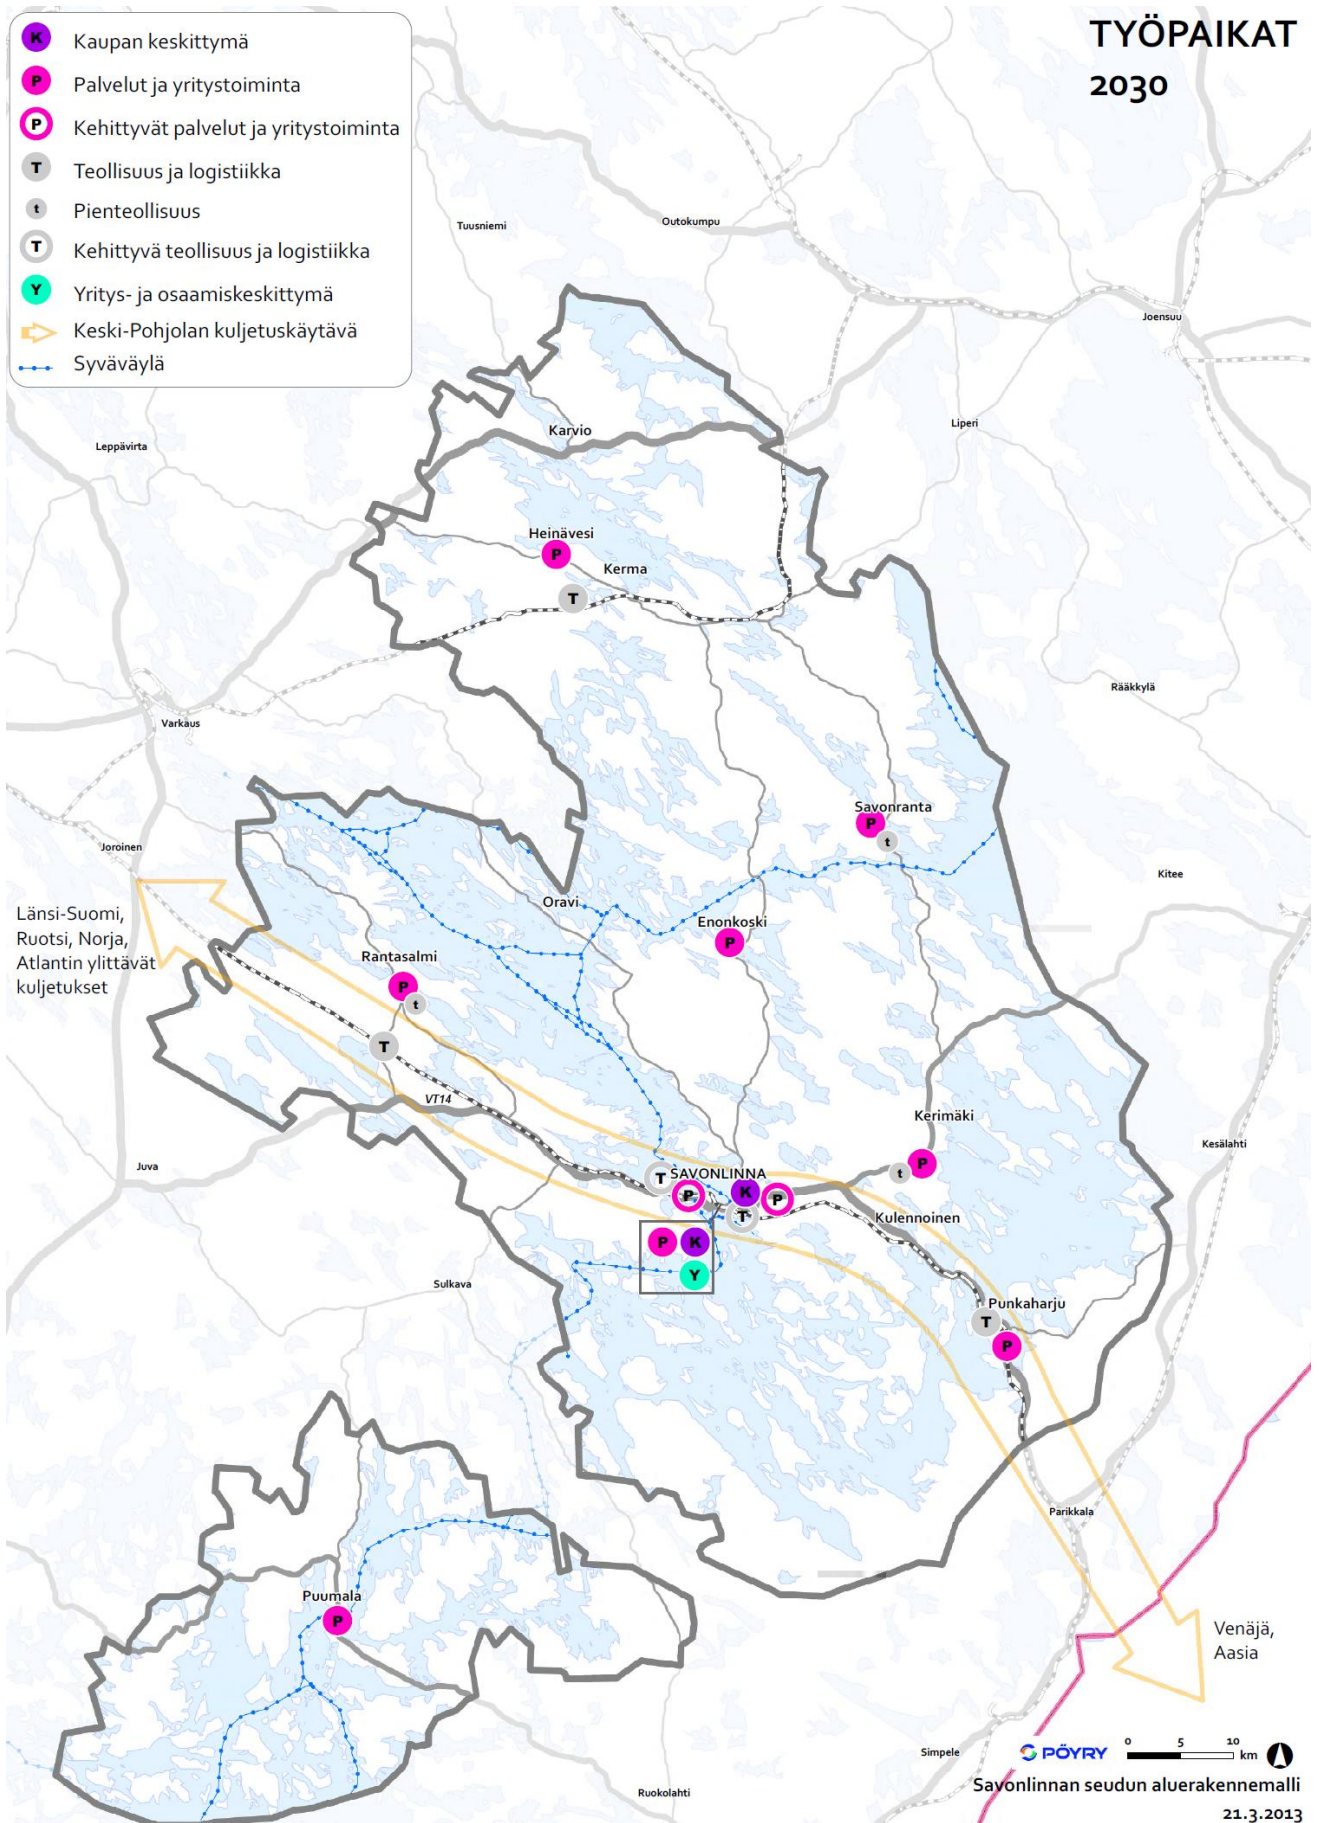 TYÖPAIKAT
2030
K Kaupan keskittymä
P Palvelut ja yritystoiminta
P Kehittyvät palvelut ja yritystoiminta
T Teollisuus ja logistiikka
t Pienteollisuus
T Kehittyvä teollisuus ja logistiikka
Y Yritys- ja osaamiskeskittymä
Keski-Pohjolan kuljetuskäytävä
Syväväylä
Tuusniemi
Outokumpu
Joensuu
Karvio
Liperi
Leppävirta
Heinävesi
P
Kerma
T
Rääkkylä
Varkaus
Savonranta
P
t
Joroinen
Kitee
Oravi
Länsi-Suomi,
Ruotsi, Norja,
Atlantin ylittävät
kuljetukset
Enonkoski
P
Rantasalmi
P
t
T
VT14
Kerimäki
P
t
Kesälahti
Juva
SAVONLINNA
T
P
K
P
T
Kulennoinen
P K
Y
Sulkava
Punkaharju
T
P
Parikkala
Puumala
P
Venäjä,
Aasia
Simpele
PÖYRY
0 5 10
km
Ruokolahti
Savonlinnan seudun aluerakennemalli
21.3.2013